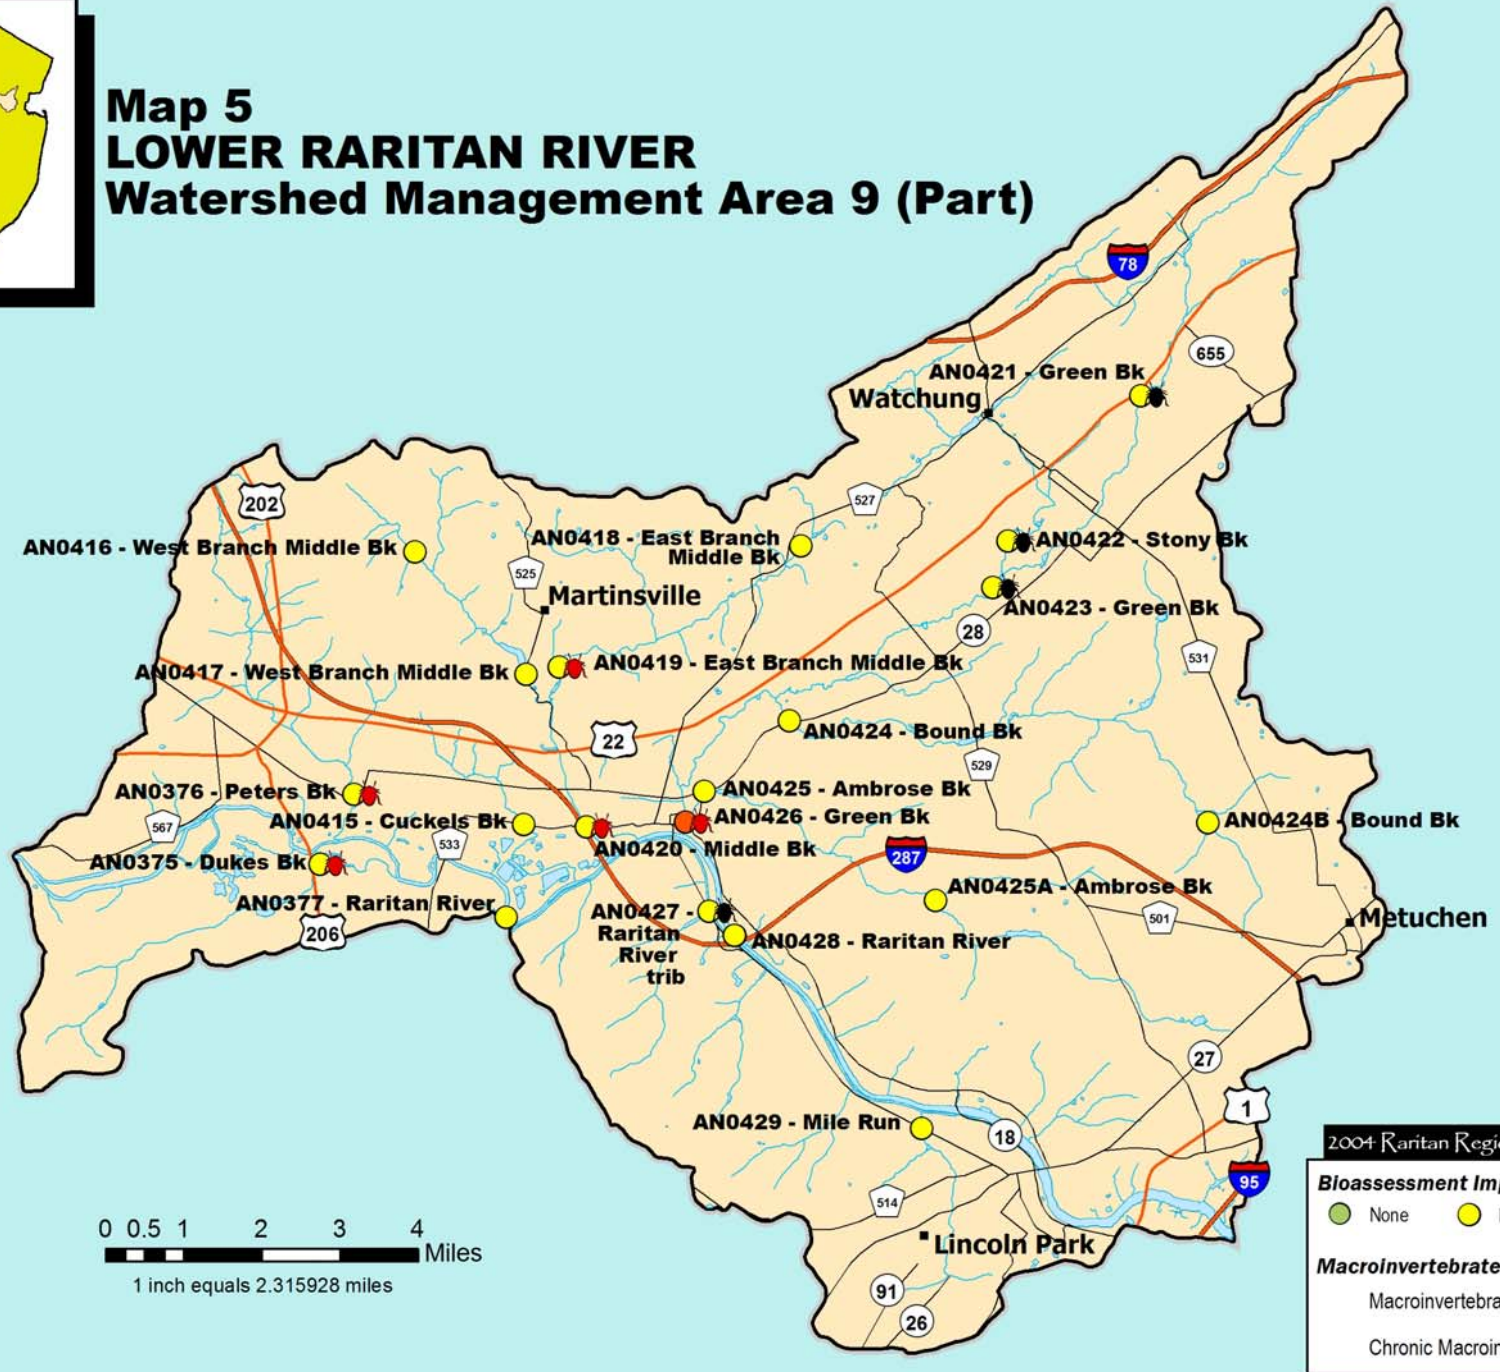 Map 5
LOWER RARITAN RIVER
Watershed Management Area 9 (Part)
78
655
AN0421 - Green Bk
Watchung
202
527
AN0416 - West Branch Middle Bk
AN0418 - East Branch
Middle Bk
AN0422 - Stony Bk
525
Martinsville
AN0423 - Green Bk
28
531
AN0417 - West Branch Middle Bk
AN0419 - East Branch Middle Bk
22
AN0424 - Bound Bk
529
AN0376 - Peters Bk
AN0425 - Ambrose Bk
567
AN0415 - Cuckels Bk
AN0426 - Green Bk
AN0424B - Bound Bk
533
AN0420 - Middle Bk
287
AN0375 - Dukes Bk
AN0425A - Ambrose Bk
AN0377 - Raritan River
501
Metuchen
206
AN0427 -
Raritan
River
trib
AN0428 - Raritan River
27
1
AN0429 - Mile Run
18
95
514
Lincoln Park
91
26
0 0.5 1 2 3 4
Miles
1 inch equals 2.315928 miles
2004 Raritan Regi
Bioassessment Im
None
Macroinvertebrate
Macroinvertebra
Chronic Macroin